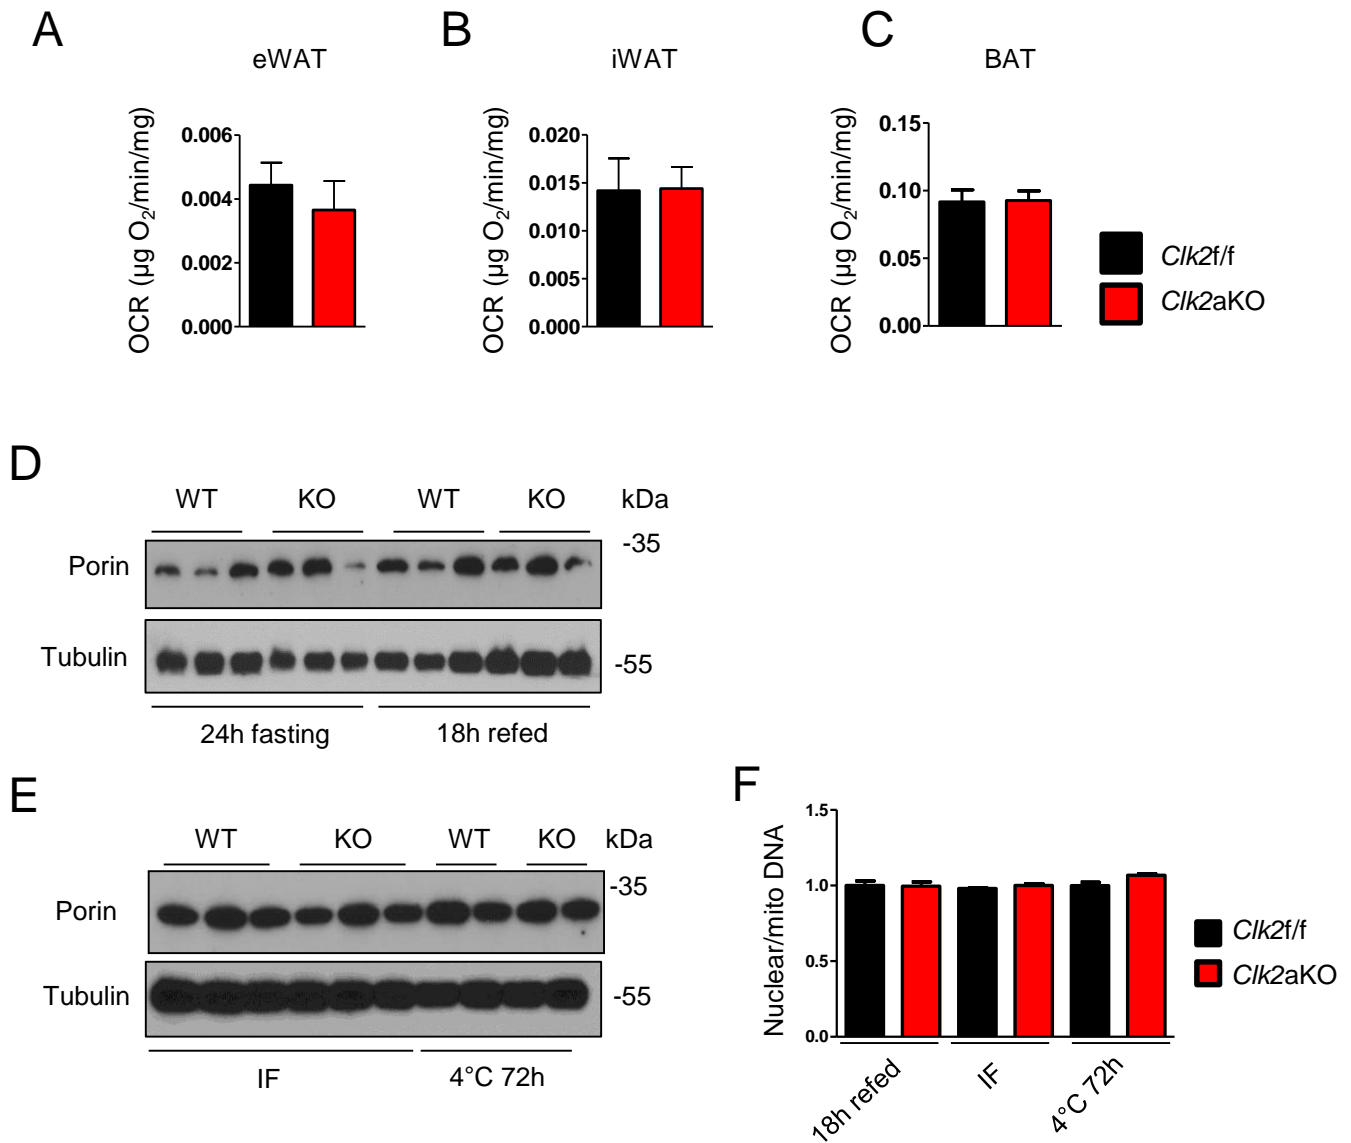 A
B
C
eWAT
iWAT
BAT
OCR (µg O2/min/mg)
0.006
0.004
0.002
0.000
OCR (µg O2/min/mg)
0.020
0.015
0.010
0.005
0.000
OCR (µg O2/min/mg)
0.15
0.10
0.05
0.00
Clk2f/f
Clk2aKO
D
WT KO WT KO kDa
Porin
-35
Tubulin
-55
24h fasting 18h refed
E
WT KO WT KO kDa
Porin
-35
Tubulin
-55
IF 4°C 72h
F
Nuclear/mito DNA
1.5
1.0
0.5
0.0
18h refed
IF
4°C 72h
Clk2f/f
Clk2aKO